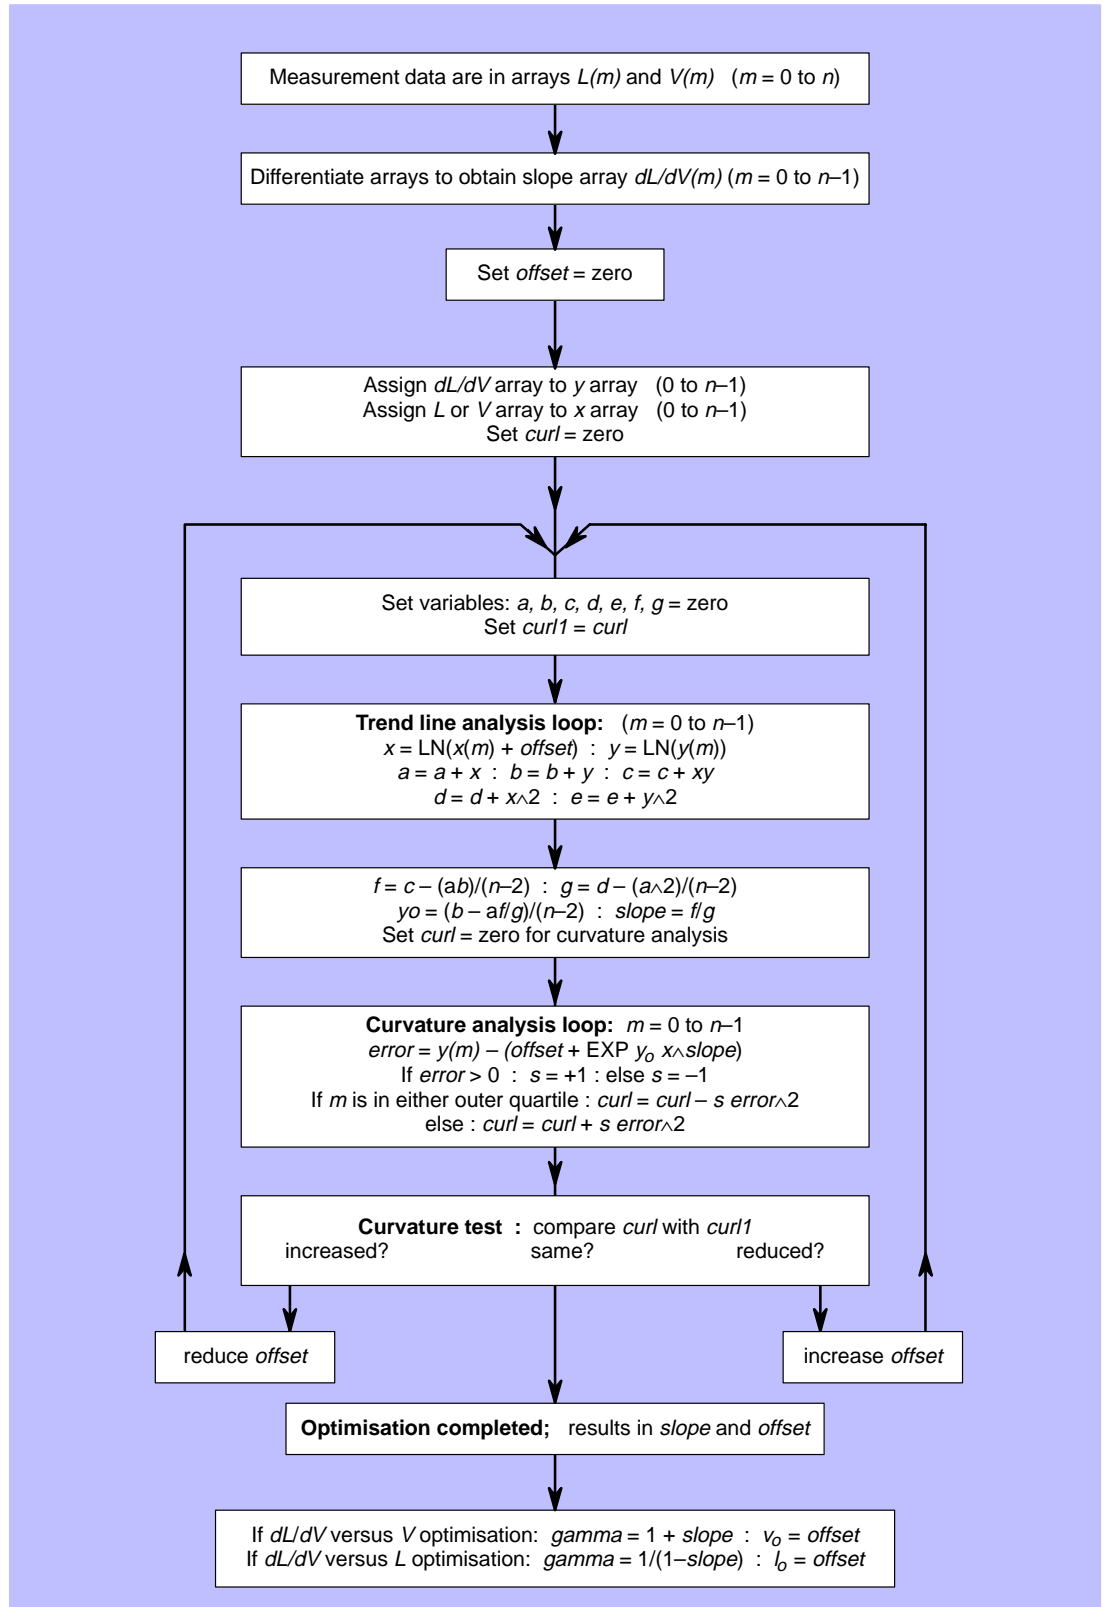 Measurement data are in arrays L(m) and V(m) (m = 0 to n)
Differentiate arrays to obtain slope array dL/dV(m) (m = 0 to n–1)
Set offset = zero
Assign dL/dV array to y array (0 to n–1)
Assign L or V array to x array (0 to n–1)
Set curl = zero
Set variables: a, b, c, d, e, f, g = zero
Set curl1 = curl
Trend line analysis loop: (m = 0 to n–1)
x = LN(x(m) + offset) : y = LN(y(m))
a = a + x : b = b + y : c = c + xy
d = d + x∧2 : e = e + y∧2
f = c – (ab)/(n–2) : g = d – (a∧2)/(n–2)
yo = (b – af/g)/(n–2) : slope = f/g
Set curl = zero for curvature analysis
Curvature analysis loop: m = 0 to n–1
error = y(m) – (offset + EXP yo x∧slope)
If error > 0 : s = +1 : else s = –1
If m is in either outer quartile : curl = curl – s error∧2
else : curl = curl + s error∧2
Curvature test : compare curl with curl1
increased? same? reduced?
reduce offset
increase offset
Optimisation completed; results in slope and offset
If dL/dV versus V optimisation: gamma = 1 + slope : vo = offset
If dL/dV versus L optimisation: gamma = 1/(1–slope) : lo = offset